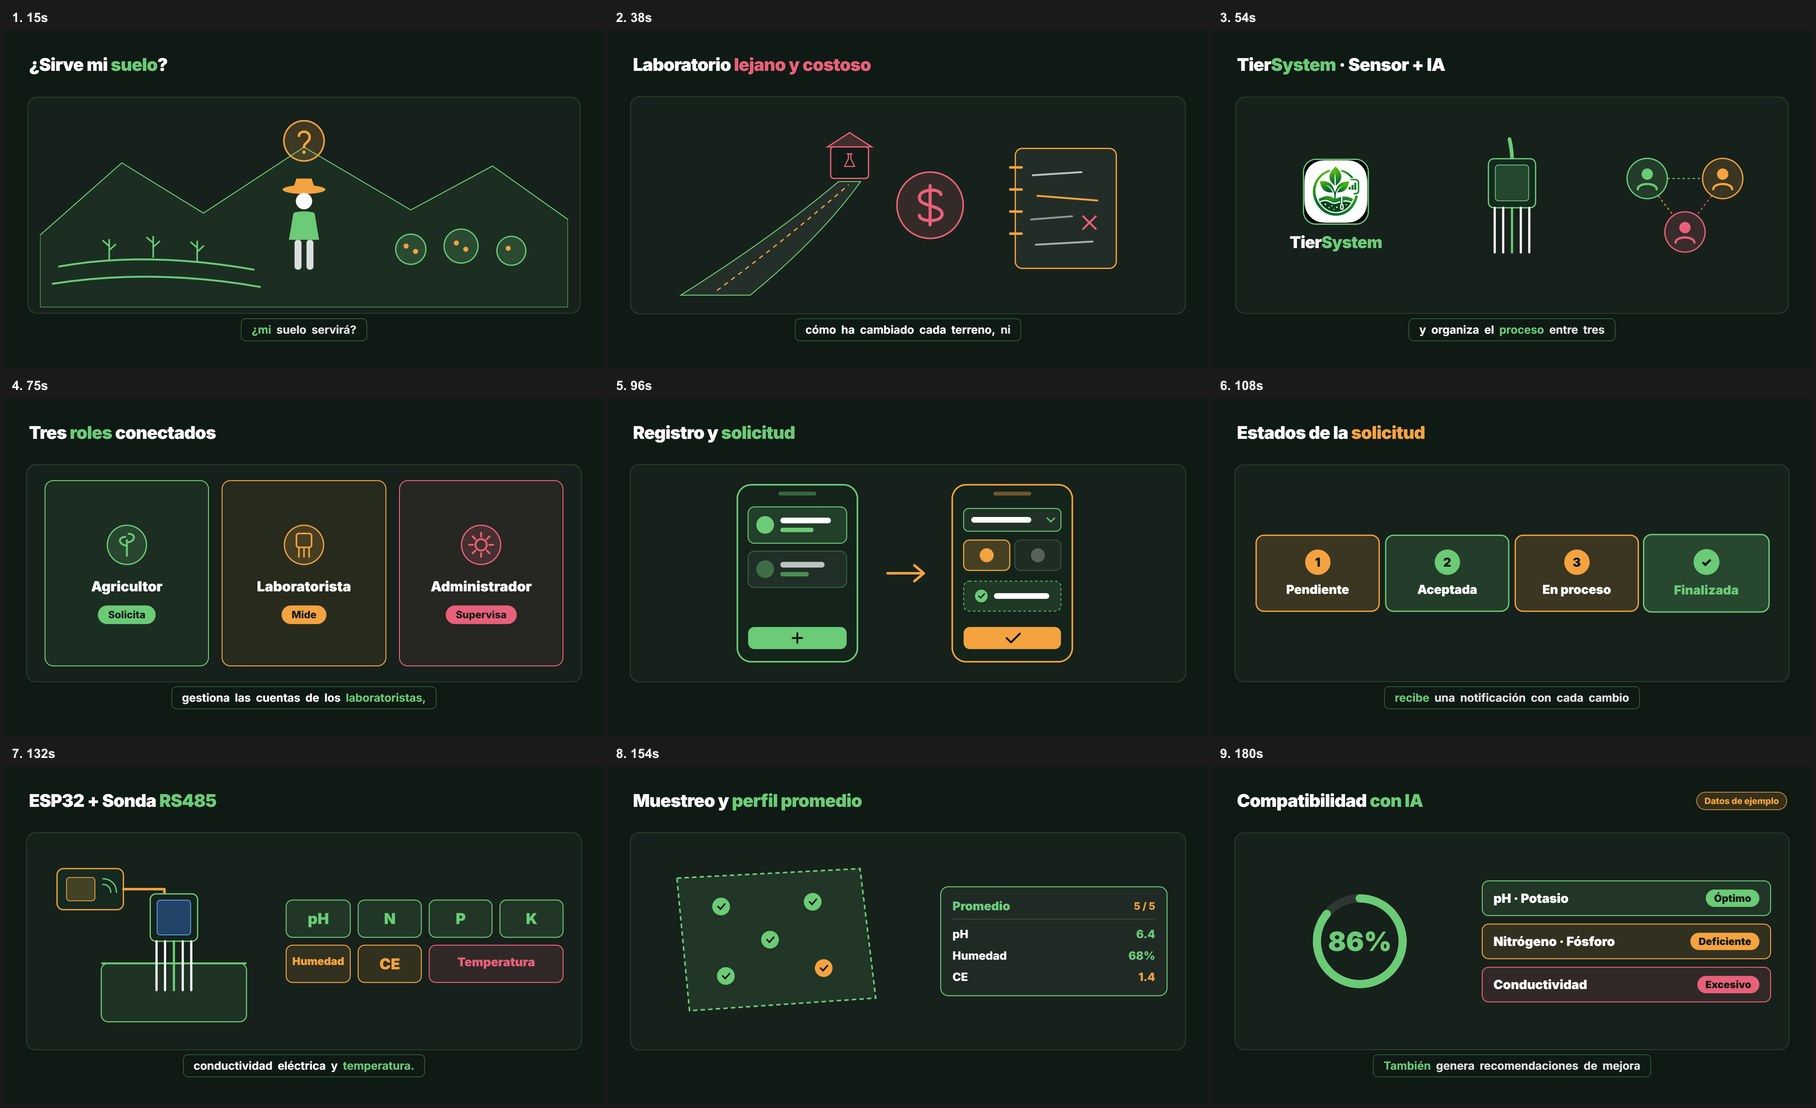 1. 15s
¿Sirve mi suelo?
?
¿mi suelo servirá?
2. 38s
Laboratorio lejano y costoso
$
cómo ha cambiado cada terreno, ni
3. 54s
TierSystem · Sensor + IA
TierSystem
y organiza el proceso entre tres
4. 75s
Tres roles conectados
Agricultor
Solicita
Laboratorista
Mide
Administrador
Supervisa
gestiona las cuentas de los laboratoristas,
5. 96s
Registro y solicitud
+
6. 108s
Estados de la solicitud
1
Pendiente
2
Aceptada
3
En proceso
Finalizada
recibe una notificación con cada cambio
7. 132s
ESP32 + Sonda RS485
pH
N
P
K
Humedad
CE
Temperatura
conductividad eléctrica y temperatura.
8. 154s
Muestreo y perfil promedio
Promedio 5 / 5
pH 6.4
Humedad 68%
CE 1.4
9. 180s
Compatibilidad con IA
Datos de ejemplo
86%
pH · Potasio Óptimo
Nitrógeno · Fósforo Deficiente
Conductividad Excesivo
También genera recomendaciones de mejora